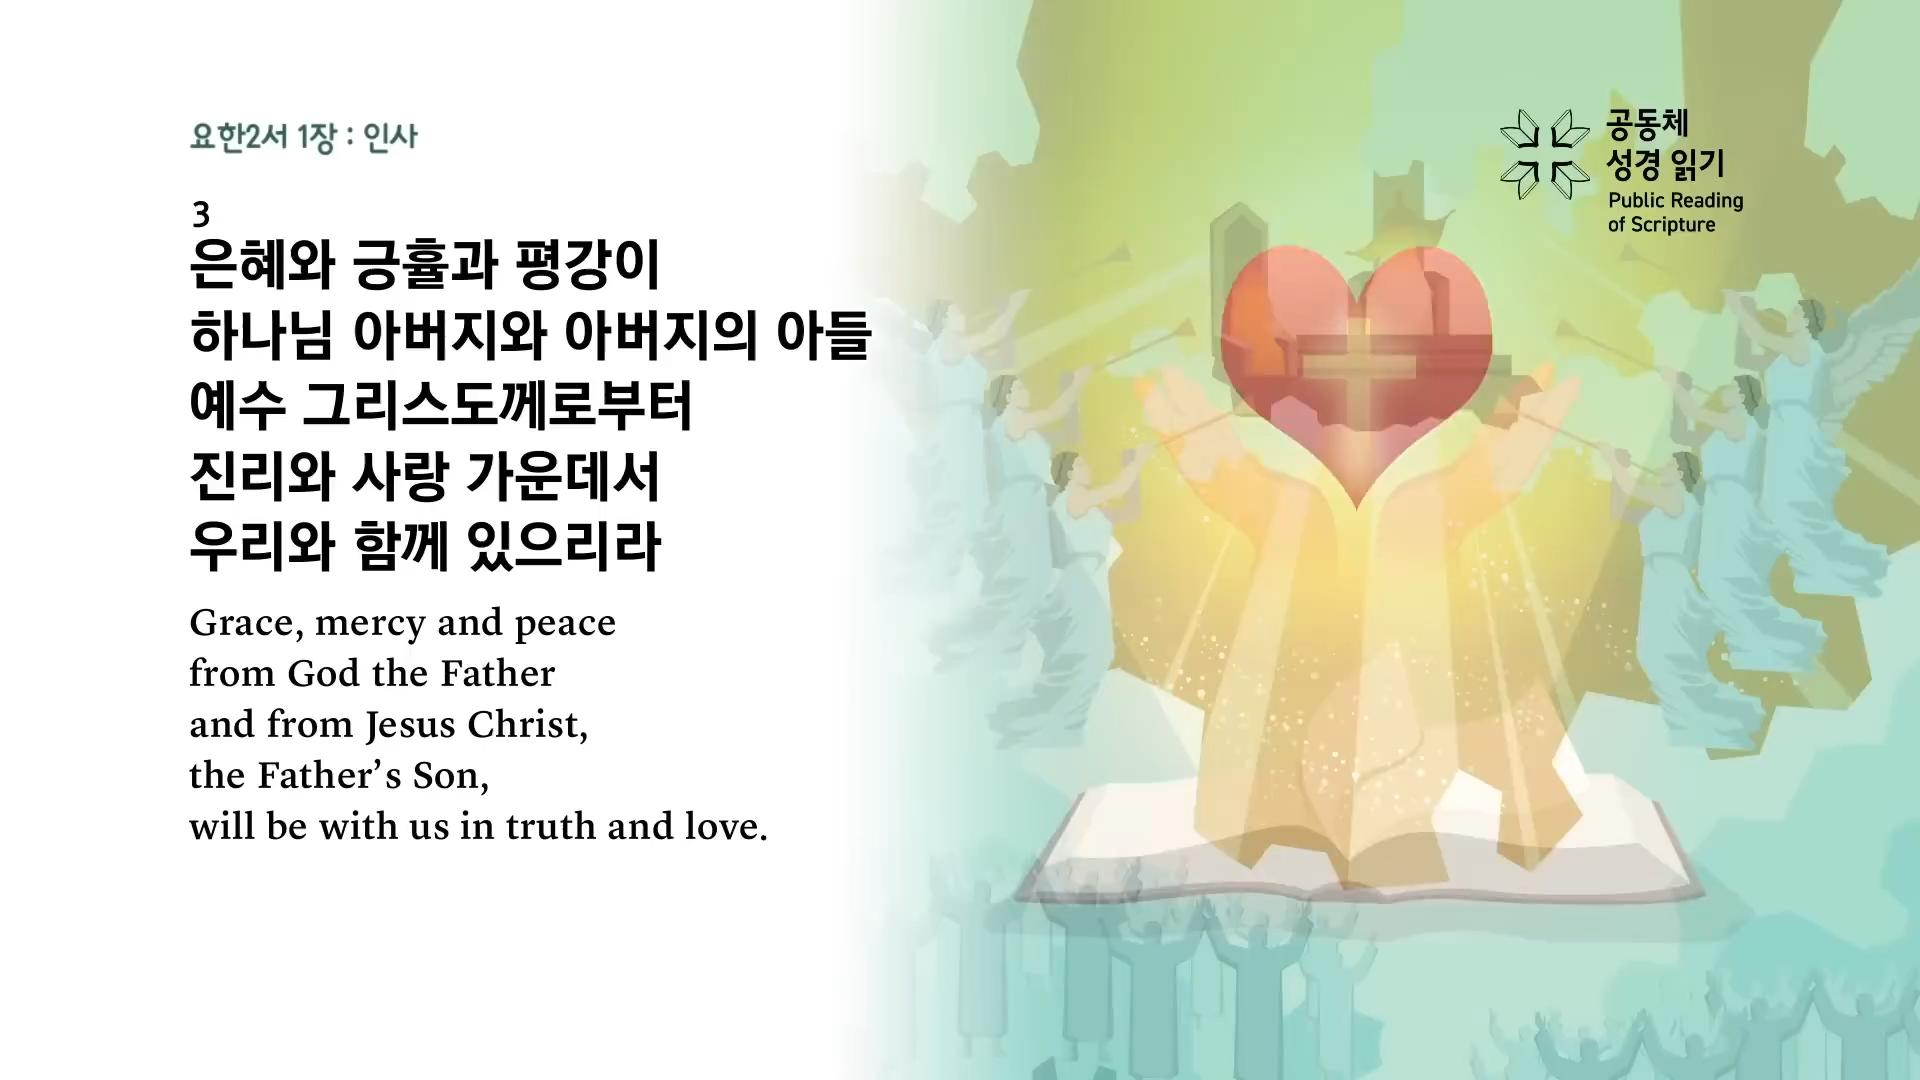 요한2서 1장 : 인사
3
은혜와 긍휼과 평강이
하나님 아버지와 아버지의 아들
예수 그리스도께로부터
진리와 사랑 가운데서
우리와 함께 있으리라
Grace, mercy and peace
from God the Father
and from Jesus Christ,
the Father’s Son,
will be with us in truth and love.
공동체
성경 읽기
Public Reading
of Scripture